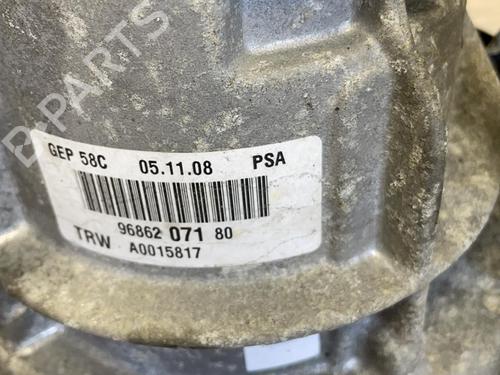 B-PARTS
GEP 58C 05.11.08 PSA
96862 071 80
TRW A0015817